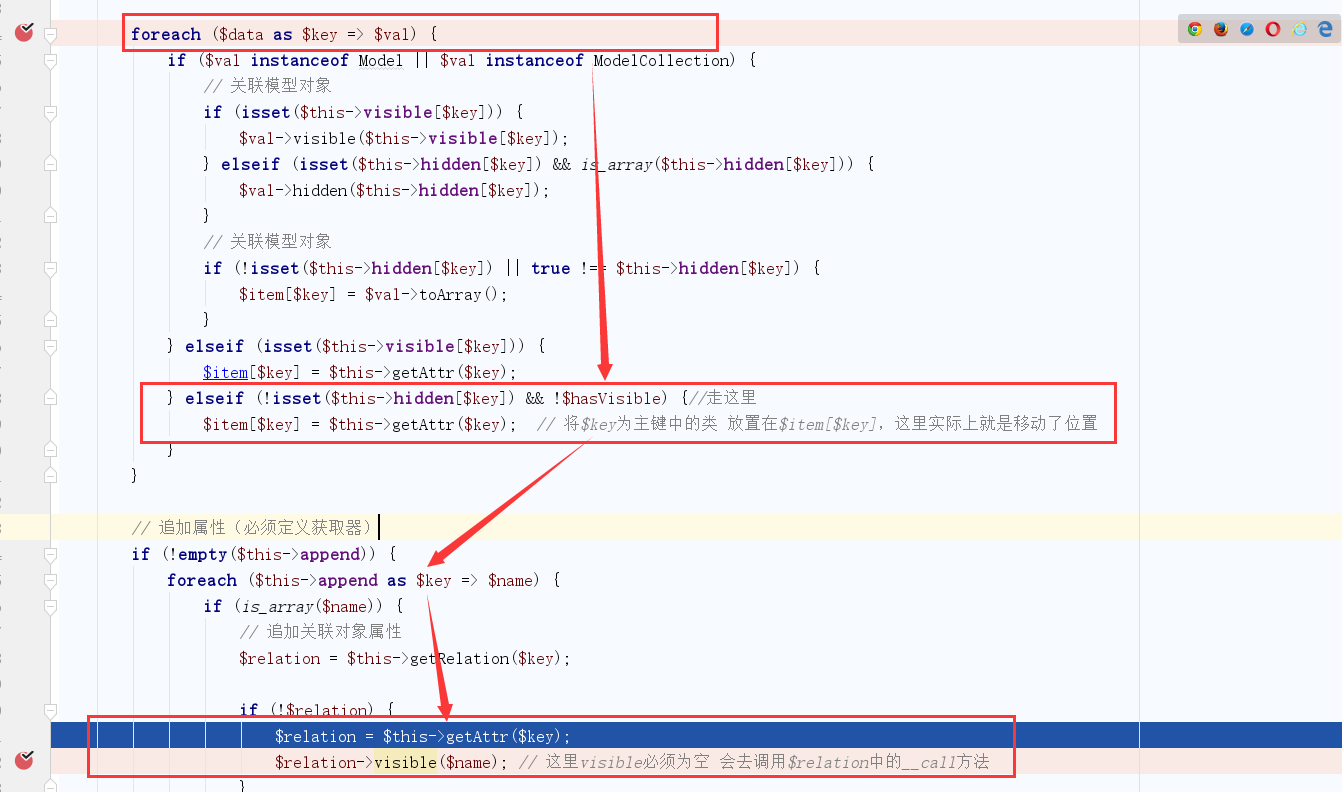 foreach ($data as $key => $val) {
if ($val instanceof Model || $val instanceof ModelCollection) {
// 关联模型对象
if (isset($this->visible[$key])) {
$val->visible($this->visible[$key]);
} elseif (isset($this->hidden[$key]) && is_array($this->hidden[$key])) {
$val->hidden($this->hidden[$key]);
}
// 关联模型对象
if (!isset($this->hidden[$key]) || true !== $this->hidden[$key]) {
$item[$key] = $val->toArray();
}
} elseif (isset($this->visible[$key])) {
$item[$key] = $this->getAttr($key);
} elseif (!isset($this->hidden[$key]) && !$hasVisible) {//走这里
$item[$key] = $this->getAttr($key); // 将$key为主键中的类 放置在$item[$key], 这里实际上就是移动了位置
}
}
// 追加属性（必须定义获取器）
if (!empty($this->append)) {
foreach ($this->append as $key => $name) {
if (is_array($name)) {
// 追加关联对象属性
$relation = $this->getRelation($key);
if (!$relation) {
$relation = $this->getAttr($key);
$relation->visible($name); // 这里visible必须为空 会去调用$relation中的__call方法
}